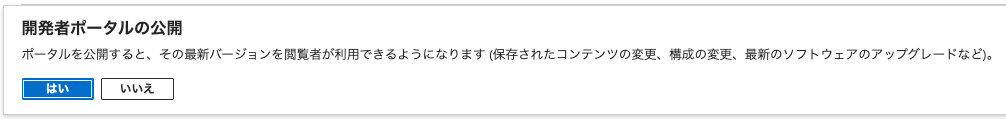 開発者ポータルの公開
ポータルを公開すると、その最新バージョンを閲覧者が利用できるようになります (保存されたコンテンツの変更、構成の変更、最新のソフトウェアのアップグレードなど)。
はい
いいえ